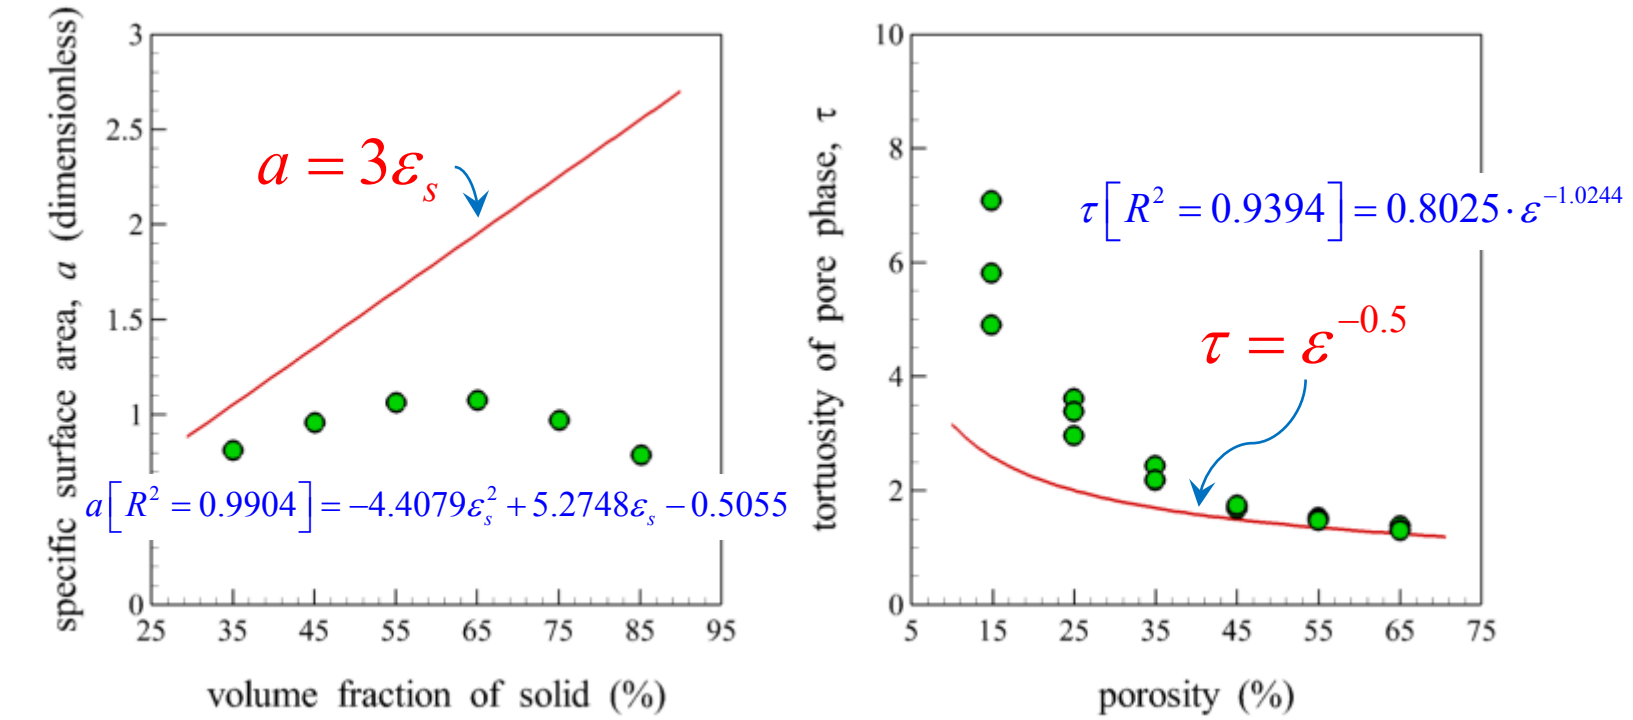 specific surface area, a (dimensionless)
3
2.5
2
1.5
1
0
a = 3εₛ
a[R² = 0.9904] = −4.4079εₛ² + 5.2748εₛ − 0.5055
25 35 45 55 65 75 85 95
volume fraction of solid (%)
tortuosity of pore phase, τ
10
8
6
4
2
0
τ[R² = 0.9394] = 0.8025·ε^−1.0244
τ = ε^−0.5
5 15 25 35 45 55 65 75
porosity (%)